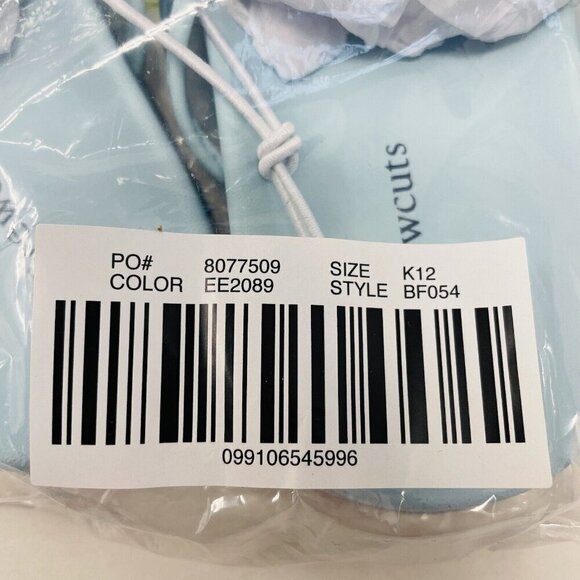 wcuts
PO# 8077509 SIZE K12
COLOR EE2089 STYLE BF054
099106545996